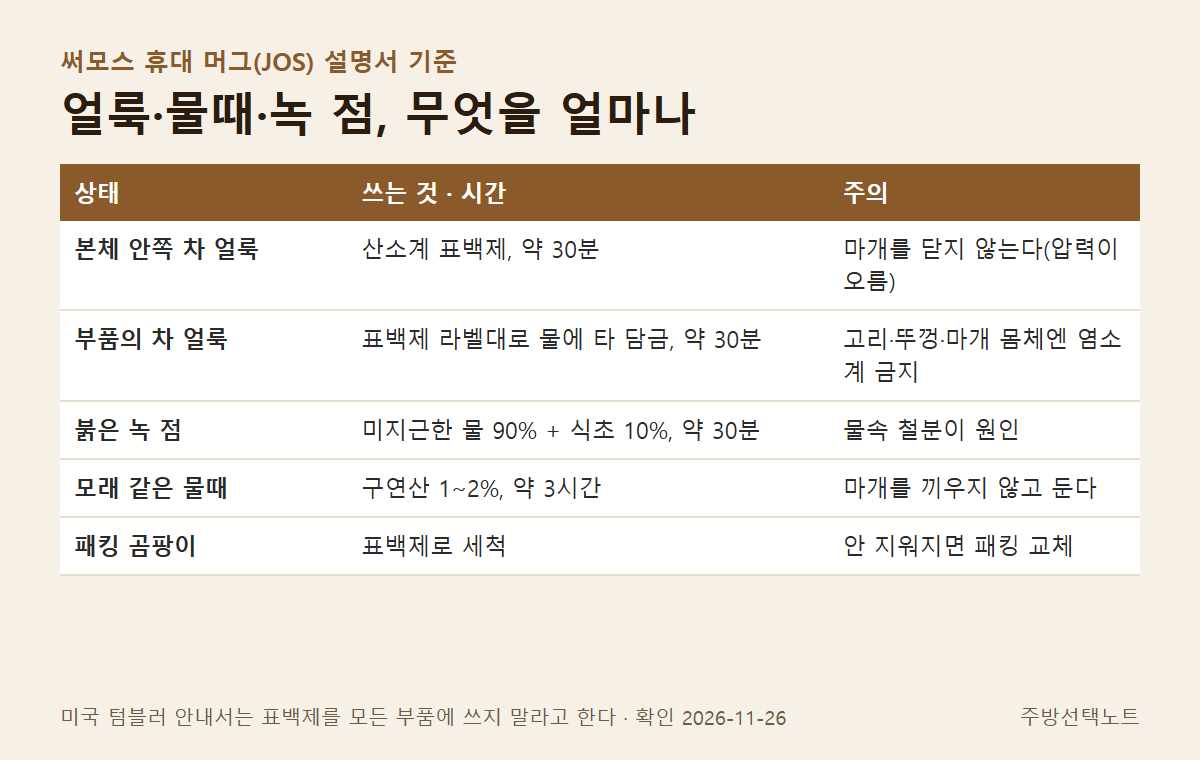 써모스 휴대 머그(JOS) 설명서 기준
얼룩·물때·녹 점, 무엇을 얼마나
상태 쓰는 것 · 시간 주의
본체 안쪽 차 얼룩 산소계 표백제, 약 30분 마개를 닫지 않는다(압력이
오름)
부품의 차 얼룩 표백제 라벨대로 물에 타 담금, 약 30분 고리·뚜껑·마개 몸체엔 염소
계 금지
붉은 녹 점 미지근한 물 90% + 식초 10%, 약 30분 물속 철분이 원인
모래 같은 물때 구연산 1~2%, 약 3시간 마개를 끼우지 않고 둔다
패킹 곰팡이 표백제로 세척 안 지워지면 패킹 교체
미국 텀블러 안내서는 표백제를 모든 부품에 쓰지 말라고 한다 · 확인 2026-11-26 주방선택노트